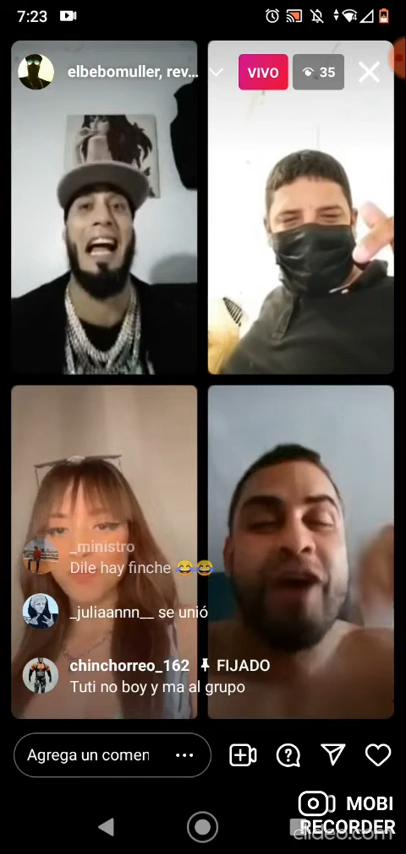 7:23
elbebomuller, rev...
VIVO
35
_ministro
Dile hay finche 😂😂
_juliaannn__ se unió
chinchorreo_162 FIJADO
Tuti no boy y ma al grupo
Agrega un comen
MOBI
RECORDER
clideo.com